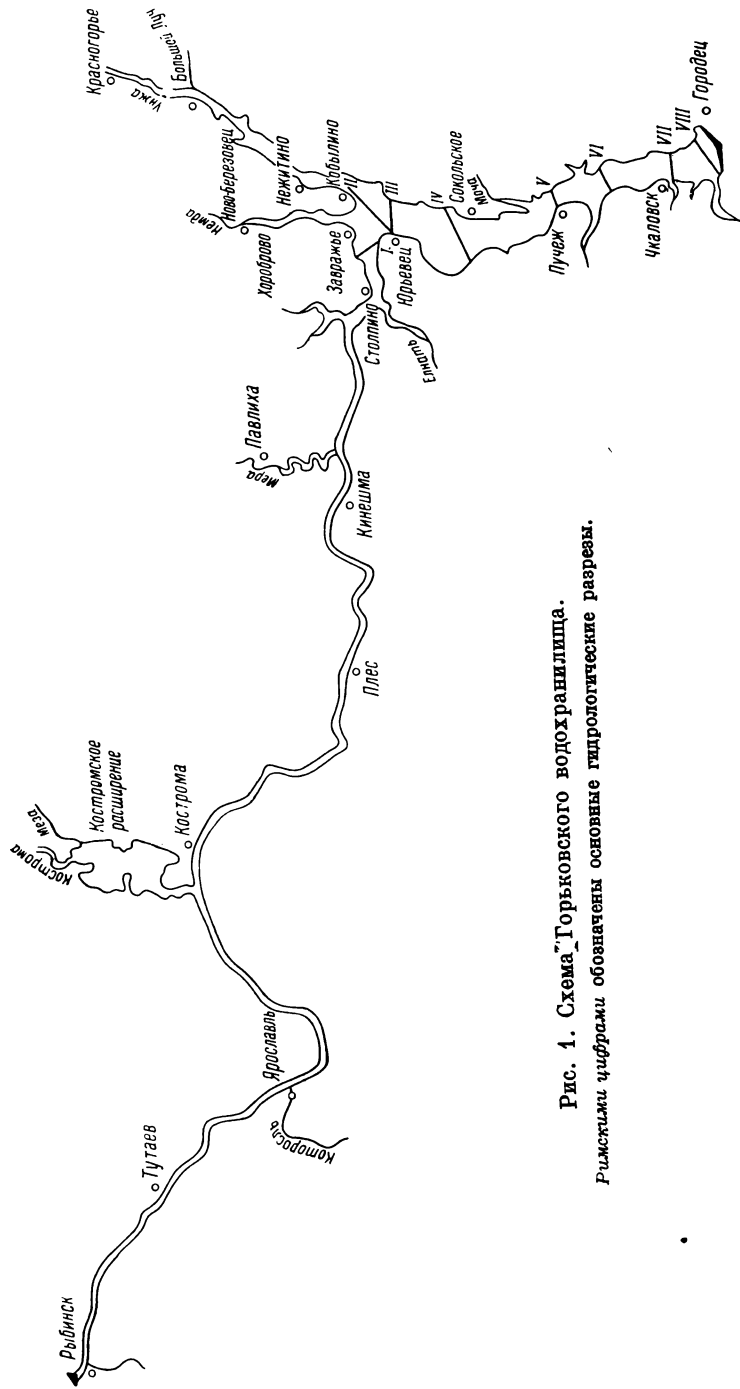 Рыбинск
Тутаев
Ярославль
Которосль
Кострома
Меза
Костромское
расширение
Кострома
Плес
Кинешма
Мера
Павлиха
Столпино
Елнать
Завражье
Юрьевец
Хороброво
Немда
Ново-Березовец
Нежитино
Кобылино
Красногорье
Унжа
Большой Луч
I
II
III
IV
Сокольское
Моча
V
Пучеж
VI
VII
Чкаловск
VIII
Городец
Рис. 1. Схема Горьковского водохранилища.
Римскими цифрами обозначены основные гидрологические разрезы.